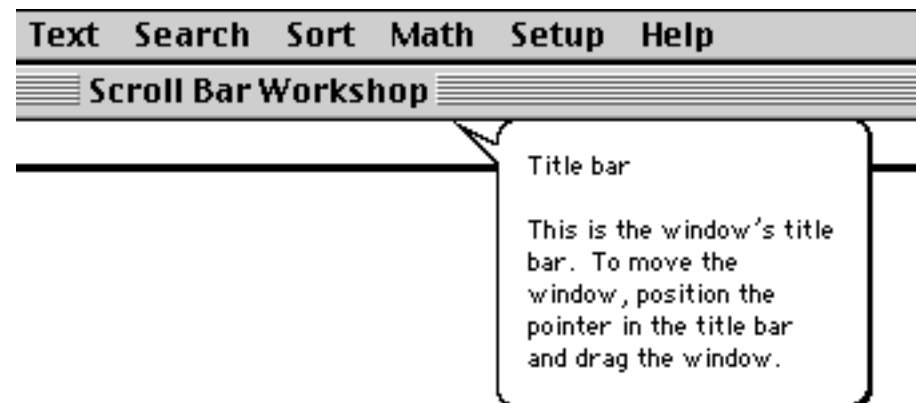 Text Search Sort Math Setup Help
Scroll Bar Workshop
Title bar
This is the window's title
bar. To move the
window, position the
pointer in the title bar
and drag the window.